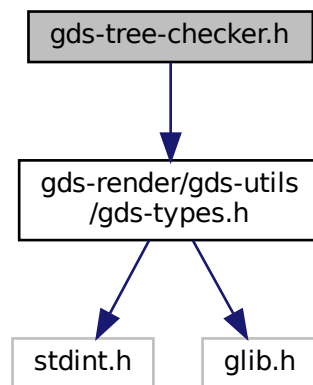 gds-tree-checker.h
gds-render/gds-utils
/gds-types.h
stdint.h
glib.h